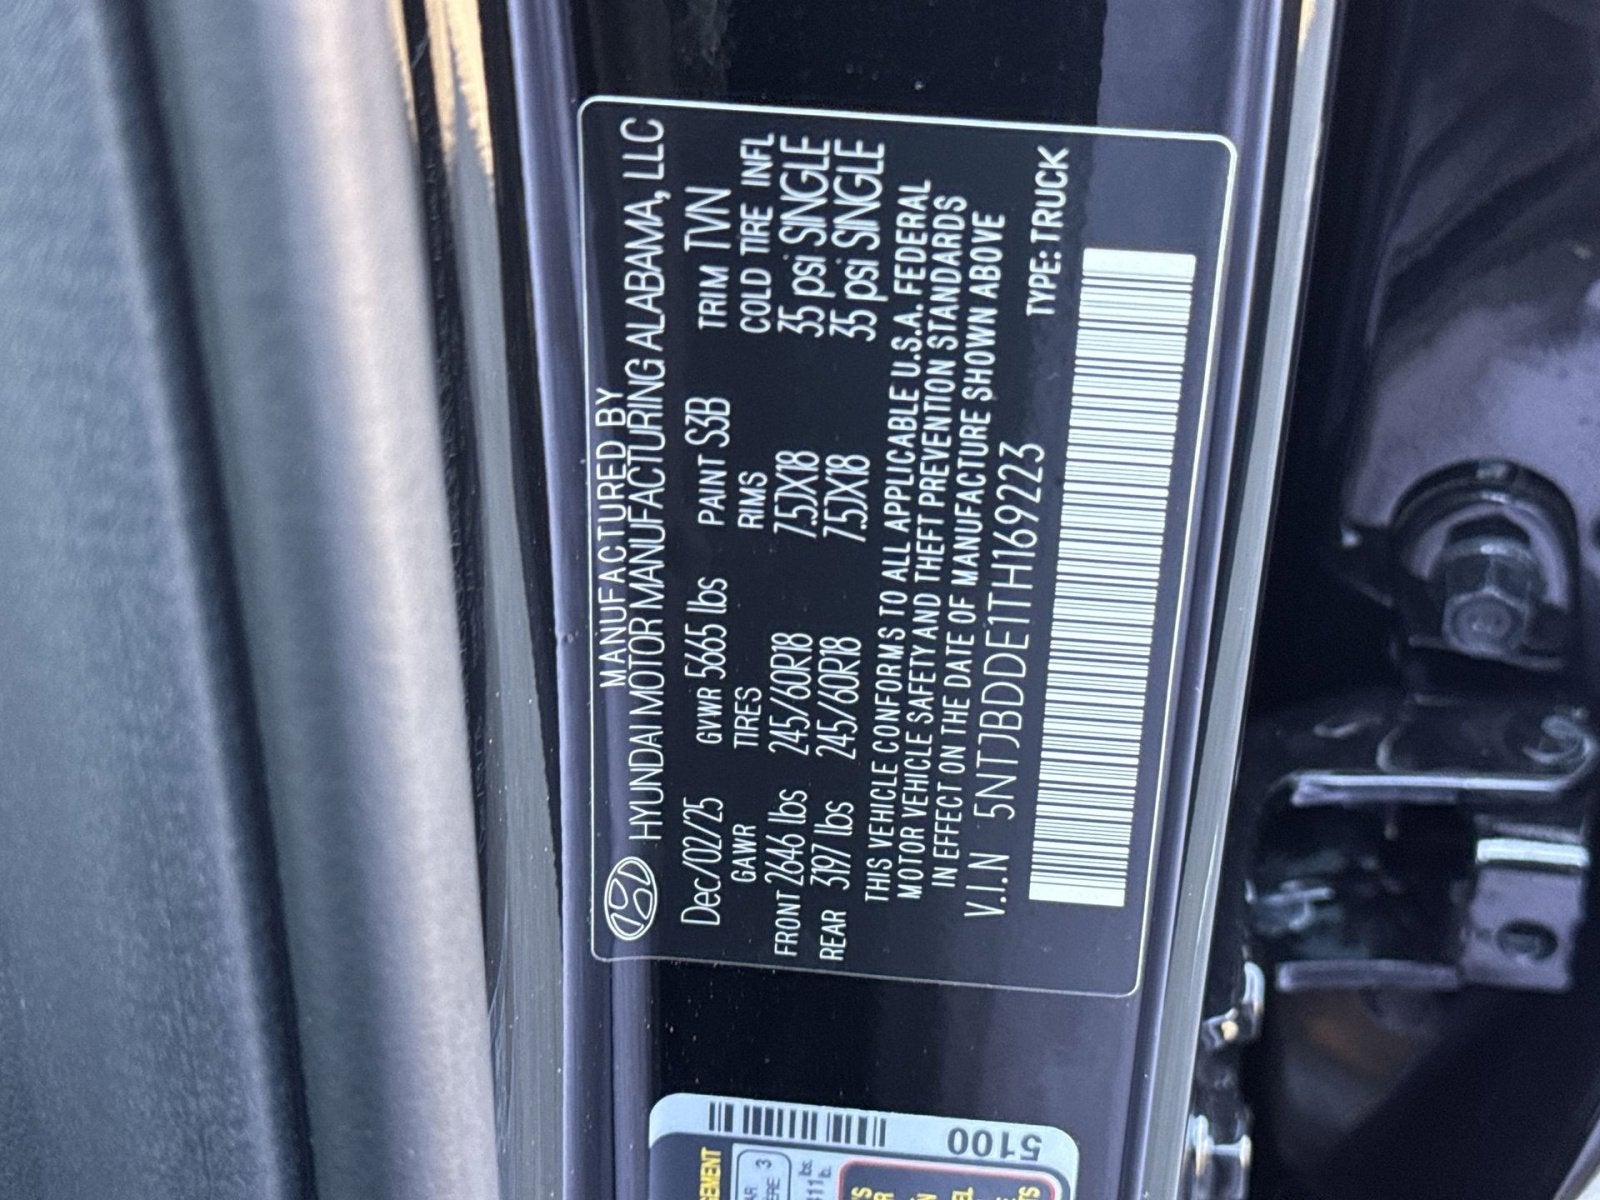 MANUFACTURED BY
HYUNDAI MOTOR MANUFACTURING ALABAMA, LLC
Dec/02/25 GVWR 5665 lbs PAINT S3B TRIM TVN
GAWR TIRES RIMS COLD TIRE INFL
FRONT 2646 lbs 245/60R18 7.5JX18 35 psi SINGLE
REAR 3197 lbs 245/60R18 7.5JX18 35 psi SINGLE
THIS VEHICLE CONFORMS TO ALL APPLICABLE U.S.A. FEDERAL
MOTOR VEHICLE SAFETY AND THEFT PREVENTION STANDARDS
IN EFFECT ON THE DATE OF MANUFACTURE SHOWN ABOVE
V.I.N 5NTJBDDE1TH169223 TYPE: TRUCK
5100
3